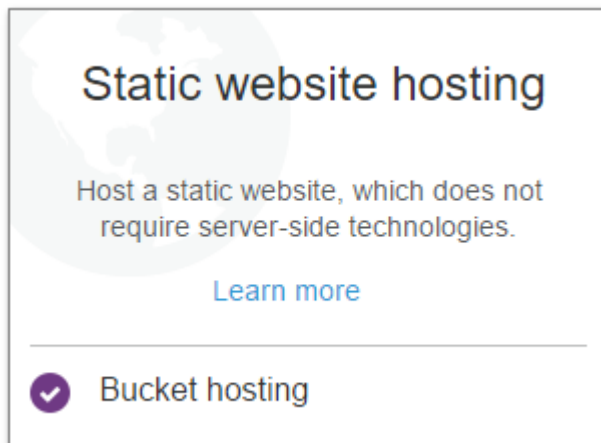 Static website hosting
Host a static website, which does not
require server-side technologies.
Learn more
Bucket hosting